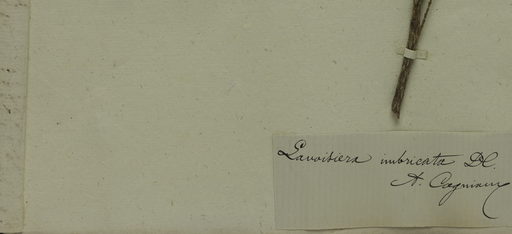 Lavoisiera imbricata DC.
A. Cogniaux